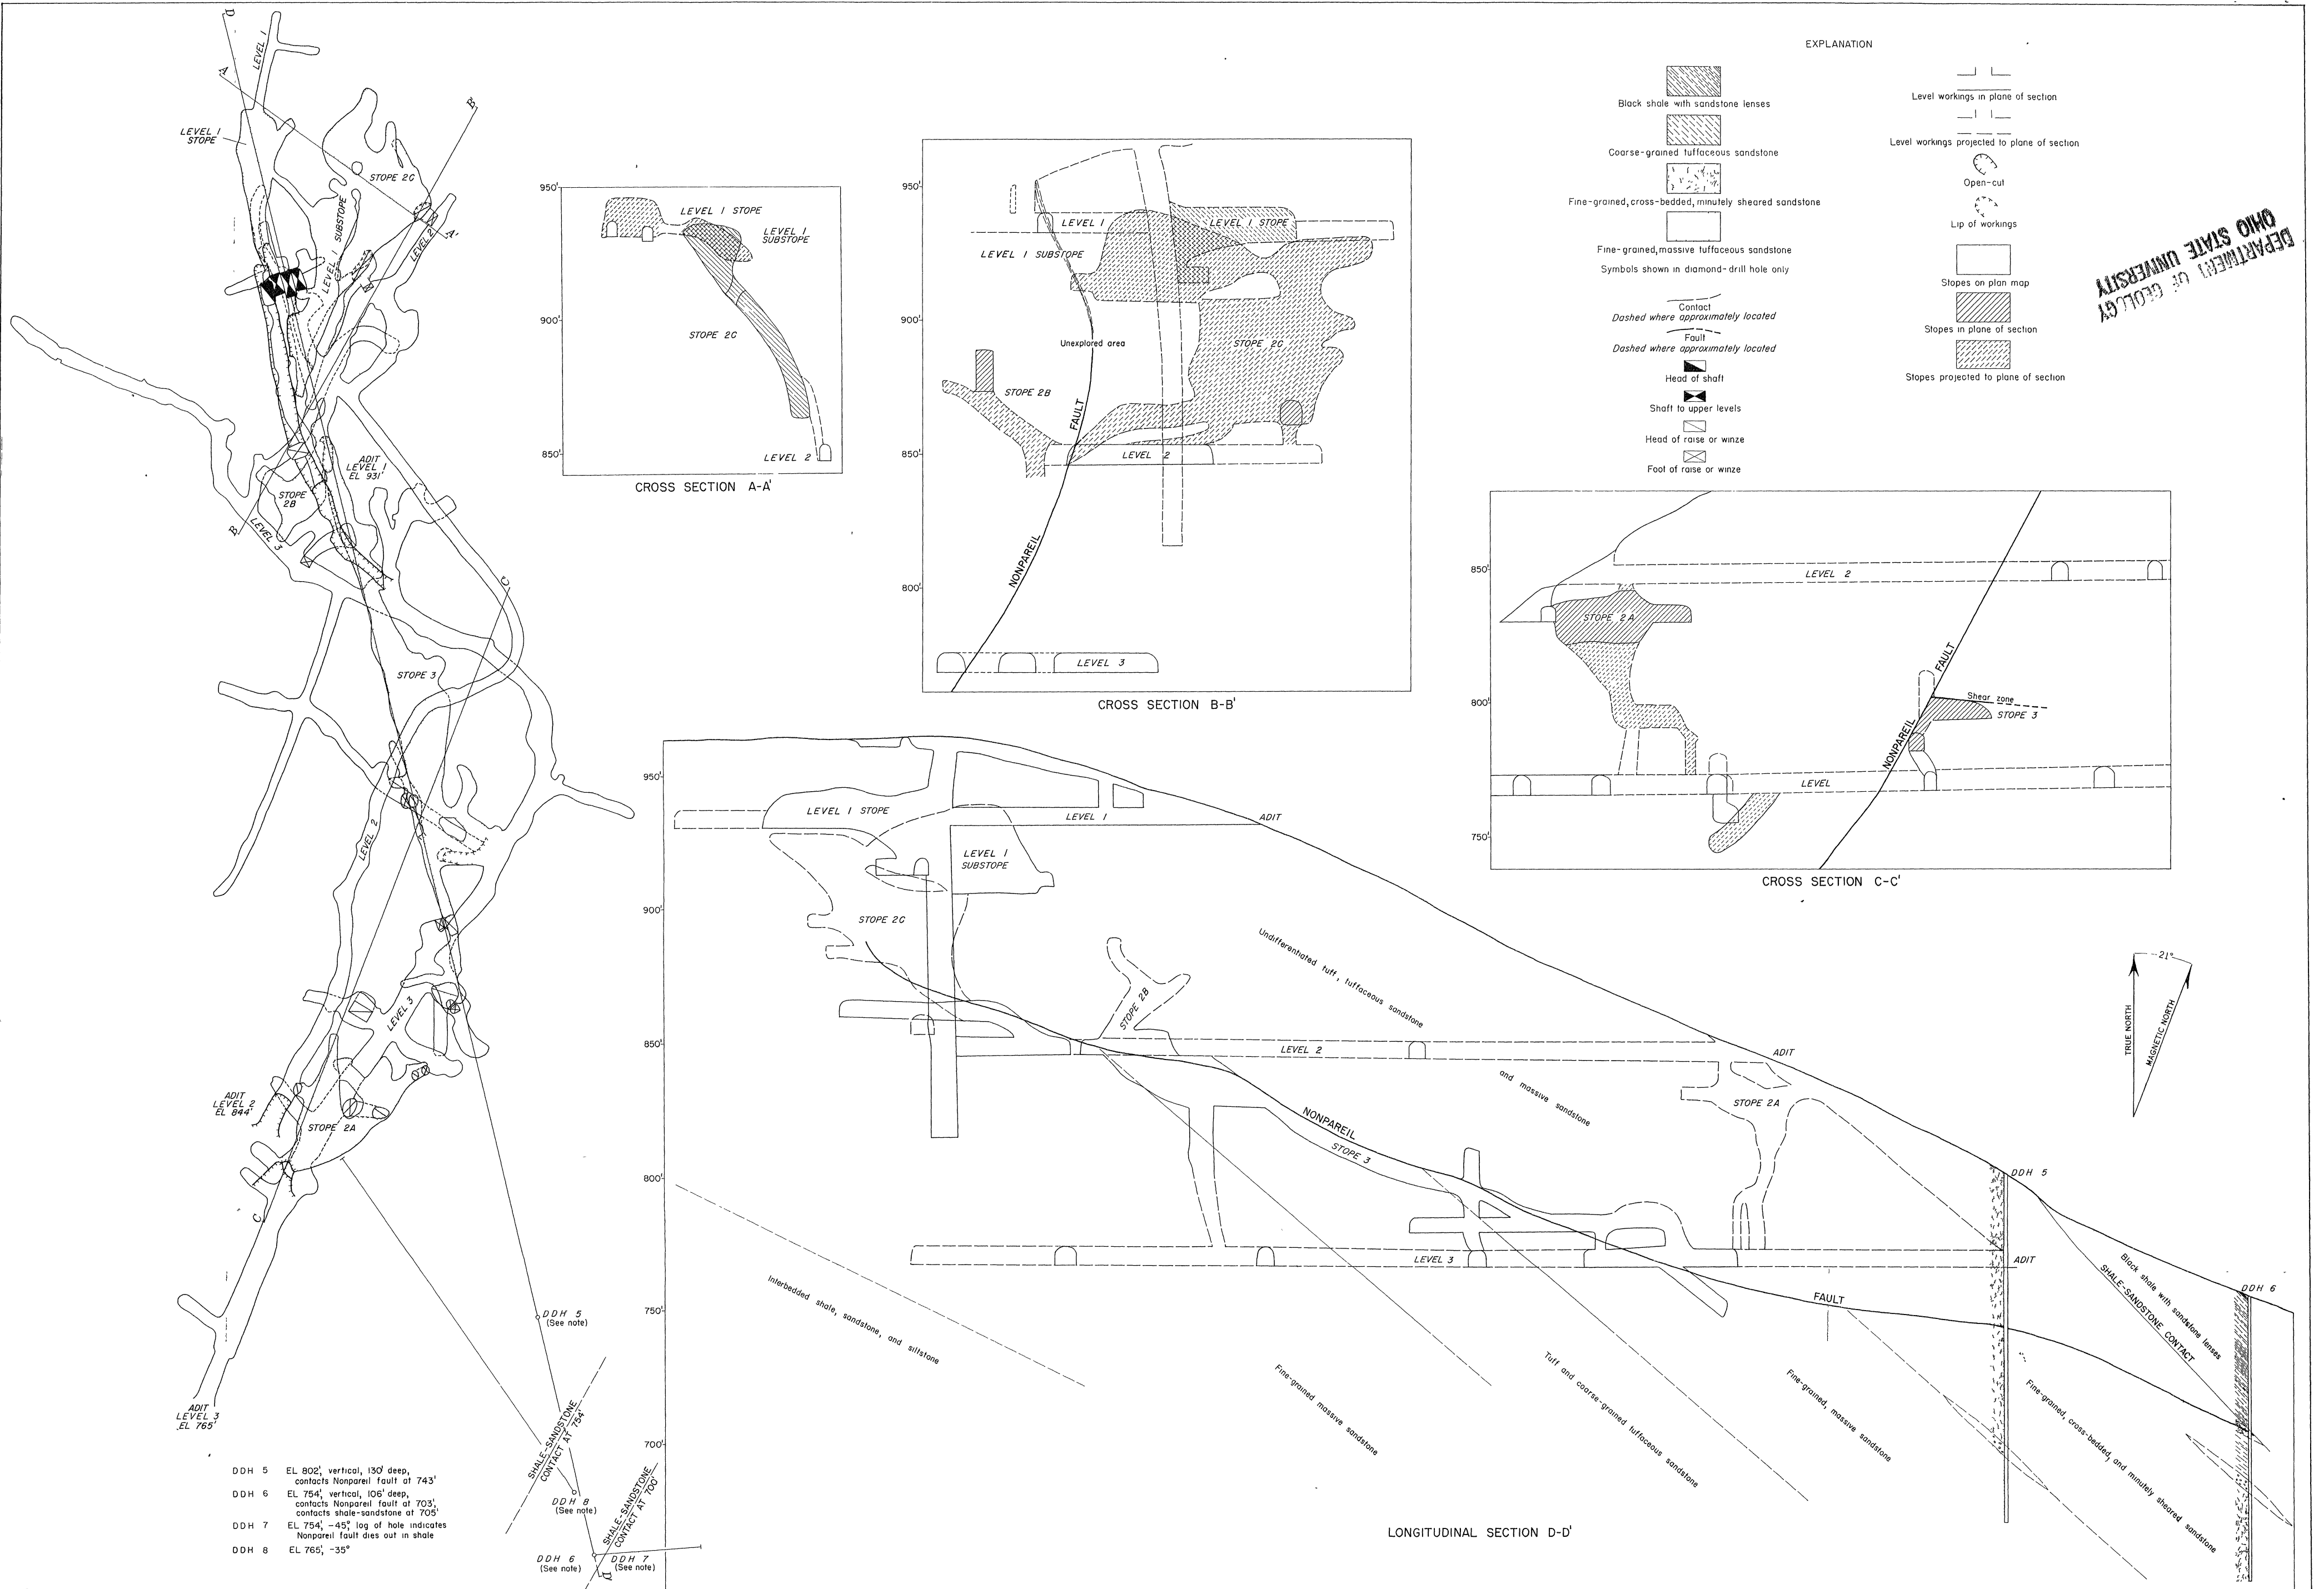 D
LEVEL 1
A
B'
LEVEL 1
STOPE
STOPE 2C
LEVEL 1 SUBSTOPE
A'
LEVEL 2
ADIT
LEVEL 1
EL 931'
STOPE
2B
B
LEVEL 3
C'
STOPE 3
LEVEL 2
LEVEL 3
ADIT
LEVEL 2
EL 844'
STOPE 2A
C
DDH 5
(See note)
ADIT
LEVEL 3
EL 765'
SHALE-SANDSTONE
CONTACT AT 754'
DDH 8
(See note)
SHALE-SANDSTONE
CONTACT AT 700'
DDH 6
(See note)
DDH 7
(See note)
D'
DDH 5 EL 802', vertical, 130' deep,
contacts Nonpareil fault at 743'
DDH 6 EL 754', vertical, 106' deep,
contacts Nonpareil fault at 703',
contacts shale-sandstone at 705'
DDH 7 EL 754', -45°, log of hole indicates
Nonpareil fault dies out in shale
DDH 8 EL 765', -35°
950'
900'
850'
LEVEL 1 STOPE
LEVEL 1
SUBSTOPE
STOPE 2C
LEVEL 2
CROSS SECTION A-A'
950'
900'
850'
800'
LEVEL 1
LEVEL 1 STOPE
LEVEL 1 SUBSTOPE
Unexplored area
STOPE 2C
STOPE 2B
FAULT
LEVEL 2
NONPAREIL
LEVEL 3
CROSS SECTION B-B'
EXPLANATION
Black shale with sandstone lenses
Coarse-grained tuffaceous sandstone
Fine-grained, cross-bedded, minutely sheared sandstone
Fine-grained, massive tuffaceous sandstone
Symbols shown in diamond-drill hole only
Contact
Dashed where approximately located
Fault
Dashed where approximately located
Head of shaft
Shaft to upper levels
Head of raise or winze
Foot of raise or winze
Level workings in plane of section
Level workings projected to plane of section
Open-cut
Lip of workings
Stopes on plan map
Stopes in plane of section
Stopes projected to plane of section
DEPARTMENT OF GEOLOGY
OHIO STATE UNIVERSITY
850'
800'
750'
LEVEL 2
STOPE 2A
FAULT
Shear zone
STOPE 3
NONPAREIL
LEVEL
CROSS SECTION C-C'
21°
TRUE NORTH
MAGNETIC NORTH
950'
900'
850'
800'
750'
700'
LEVEL 1 STOPE
LEVEL 1
ADIT
LEVEL 1
SUBSTOPE
STOPE 2C
STOPE 2B
Undifferentiated tuff, tuffaceous sandstone
and massive sandstone
LEVEL 2
ADIT
STOPE 2A
NONPAREIL
STOPE 3
DDH 5
LEVEL 3
ADIT
FAULT
Black shale with sandstone lenses
SHALE-SANDSTONE CONTACT
DDH 6
Interbedded shale, sandstone, and siltstone
Fine-grained massive sandstone
Tuff and coarse-grained tuffaceous sandstone
Fine-grained, massive sandstone
Fine-grained, cross-bedded, and minutely sheared sandstone
LONGITUDINAL SECTION D-D'